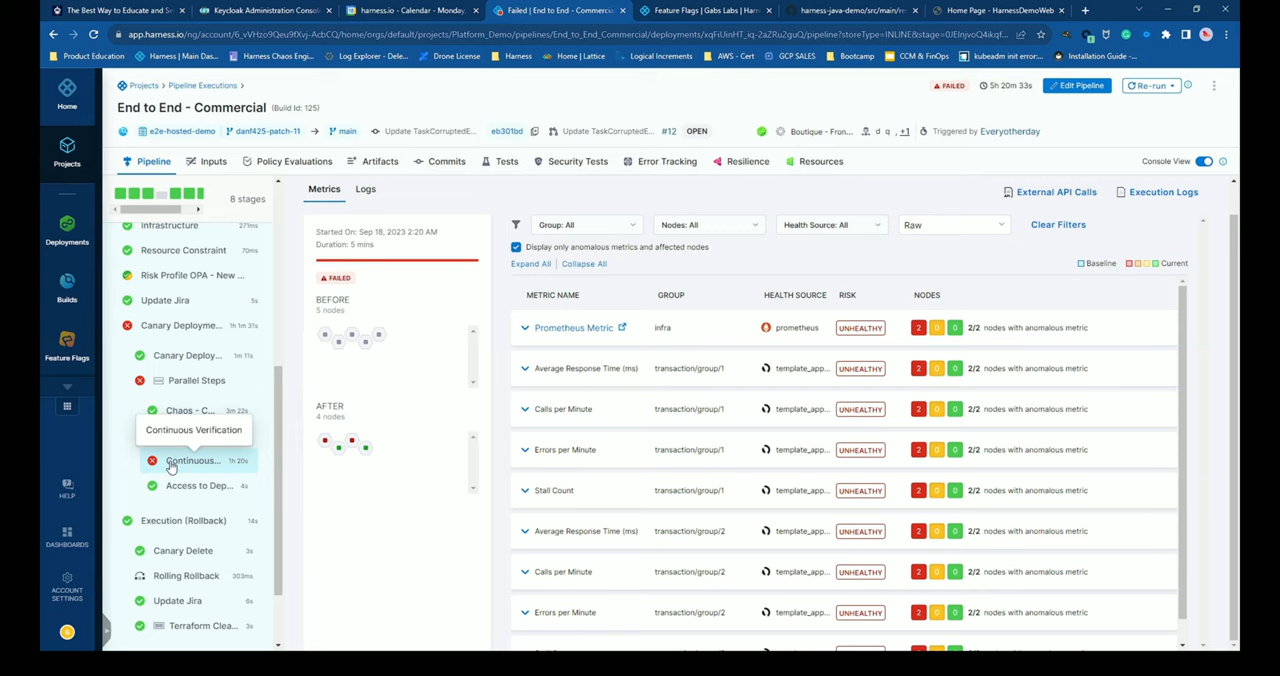 The Best Way to Educate and Se
Keycloak Administration Consol
harness.io - Calendar - Monday,
Failed | End to End - Commercia
Feature Flags | Gabs Labs | Har
harness-java-demo/src/main/re
Home Page - HarnessDemoWeb
app.harness.io/ng/account/6_vVHzo9Qeu9fXvj-AcbCQ/home/orgs/default/projects/Platform_Demo/pipelines/End_to_End_Commercial/deployments/
Product Education
Harness | Main Das...
Harness Chaos Engin...
Log Explorer - Dele...
Drone License
Harness
Home | Lattice
Logical Increments
AWS - Cert
GCP SELES
CCM & FinOps
kubeadm init error:...
Installation Guide -...
Home
Projects
Deployments
Builds
Feature Flags
HELP
DASHBOARDS
ACCOUNT
SETTINGS
G
Projects > Pipeline Executions >
FAILED
5h 20m 33s
Edit Pipeline
Re-run
End to End - Commercial (Build Id: 125)
e2e-hosted-demo
danf425-patch-11
main
Update TaskCorruptedE...
eb301bd
Update TaskCorruptedE...
#12
OPEN
Boutique - Fron...
d q , +1
Triggered by Everyotherday
Pipeline
Inputs
Policy Evaluations
Artifacts
Commits
Tests
Security Tests
Error Tracking
Resilience
Resources
Console View
8 stages
Infrastructure 271ms
Resource Constraint 70ms
Risk Profile OPA - New ...
Update Jira 5s
Canary Deployme... 1h 1m 31s
Canary Deploy... 1m 11s
Parallel Steps
Chaos - C... 3m 22s
Continuous Verification
Continuous... 1h 20s
Access to Dep... 4s
Execution (Rollback) 14s
Canary Delete 3s
Rolling Rollback 303ms
Update Jira 6s
Terraform Clea... 3s
Metrics
Logs
External API Calls
Execution Logs
Started On: Sep 18, 2023 2:20 AM
Duration: 5 mins
FAILED
BEFORE
5 nodes
AFTER
4 nodes
Group: All
Nodes: All
Health Source: All
Raw
Clear Filters
Display only anomalous metrics and affected nodes
Expand All | Collapse All
Baseline
Current
METRIC NAME GROUP HEALTH SOURCE RISK NODES
Prometheus Metric infra prometheus UNHEALTHY 2 0 0 2/2 nodes with anomalous metric
Average Response Time (ms) transaction/group/1 template_app... UNHEALTHY 2 0 0 2/2 nodes with anomalous metric
Calls per Minute transaction/group/1 template_app... UNHEALTHY 2 0 0 2/2 nodes with anomalous metric
Errors per Minute transaction/group/1 template_app... UNHEALTHY 2 0 0 2/2 nodes with anomalous metric
Stall Count transaction/group/1 template_app... UNHEALTHY 2 0 0 2/2 nodes with anomalous metric
Average Response Time (ms) transaction/group/2 template_app... UNHEALTHY 2 0 0 2/2 nodes with anomalous metric
Calls per Minute transaction/group/2 template_app... UNHEALTHY 2 0 0 2/2 nodes with anomalous metric
Errors per Minute transaction/group/2 template_app... UNHEALTHY 2 0 0 2/2 nodes with anomalous metric